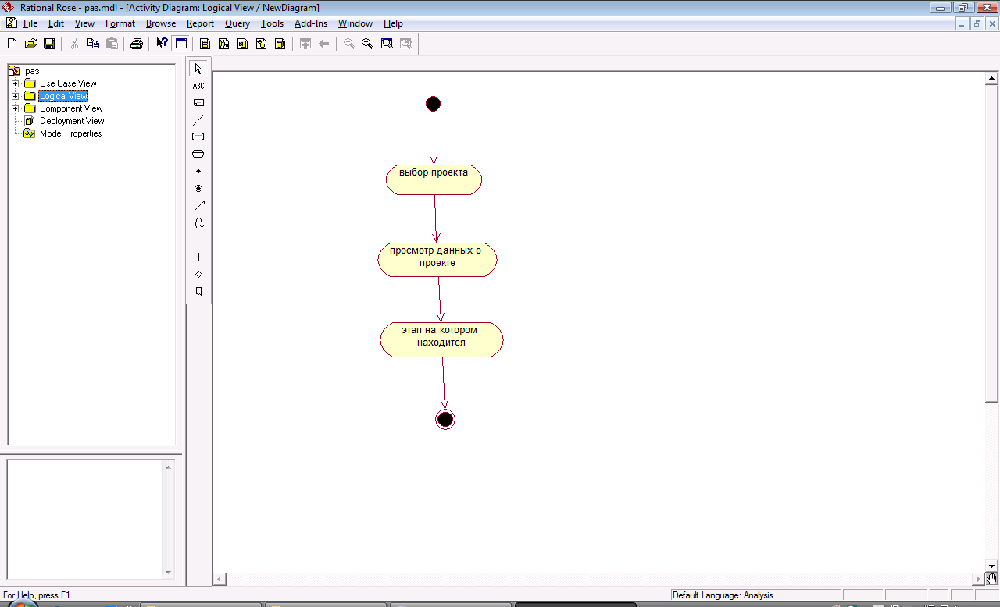 Rational Rose - раз.mdl - [Activity Diagram: Logical View / NewDiagram]
File Edit View Format Browse Report Query Tools Add-Ins Window Help
раз
Use Case View
Logical View
Component View
Deployment View
Model Properties
ABC
выбор проекта
просмотр данных о
проекте
этап на котором
находится
For Help, press F1
Default Language: Analysis